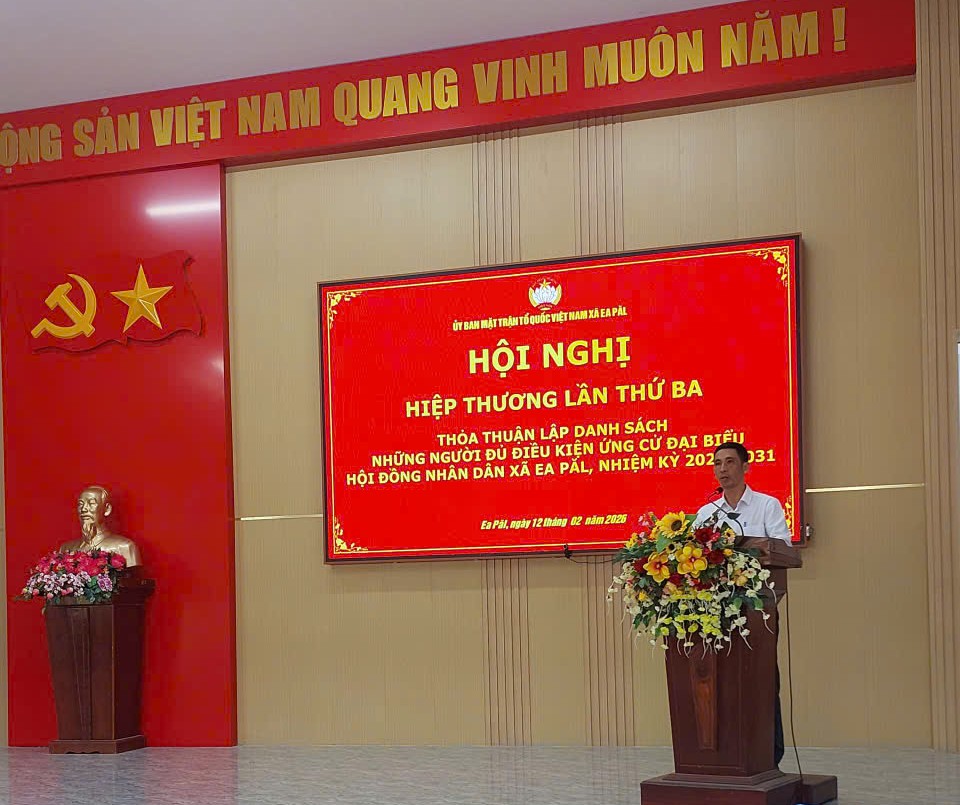 ỘNG SẢN VIỆT NAM QUANG VINH MUÔN NĂM !
ỦY BAN MẶT TRẬN TỔ QUỐC VIỆT NAM XÃ EA PĂL
HỘI NGHỊ
HIỆP THƯƠNG LẦN THỨ BA
THỎA THUẬN LẬP DANH SÁCH
NHỮNG NGƯỜI ĐỦ ĐIỀU KIỆN ỨNG CỬ ĐẠI BIỂU
HỘI ĐỒNG NHÂN DÂN XÃ EA PĂL, NHIỆM KỲ 202 031
Ea Păl, ngày 12 tháng 02 năm 2026